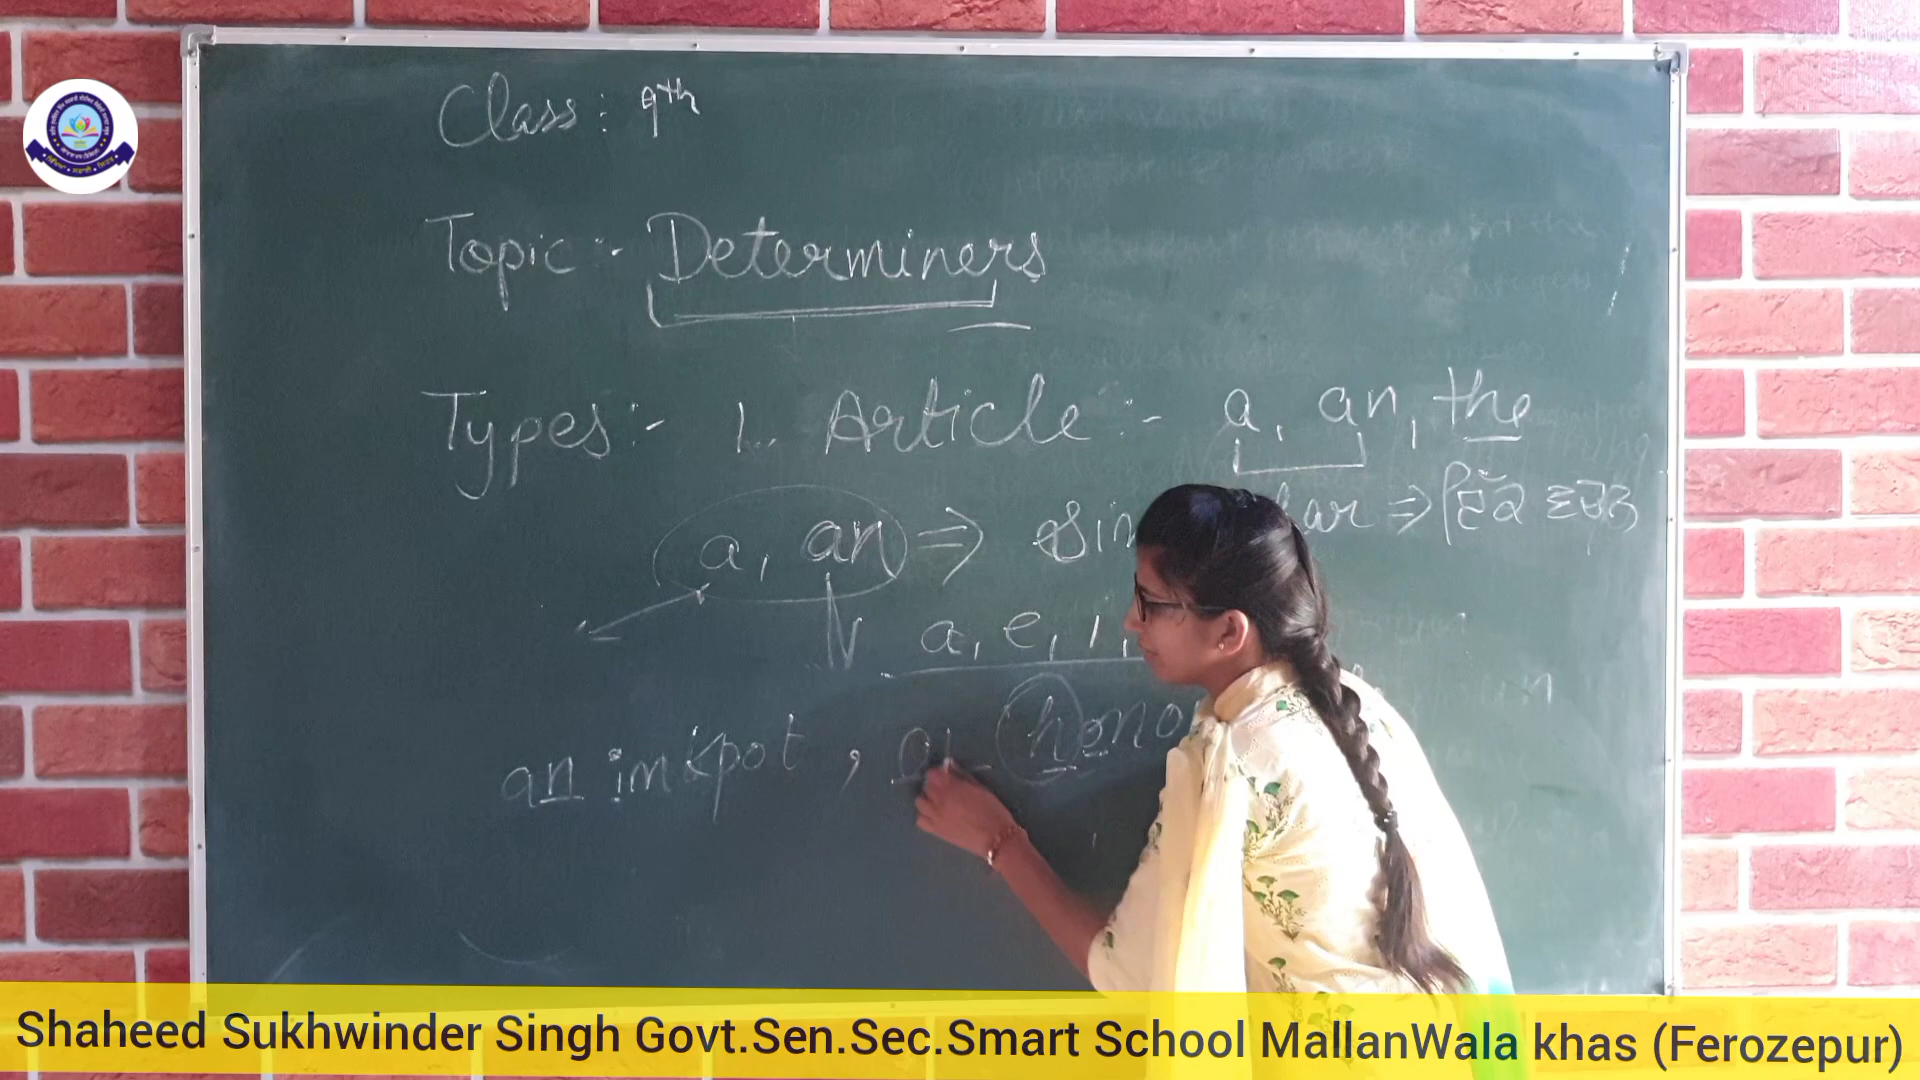 Class : 9th
Topic :- Determiners
Types :- 1. Article :- a, an, the
a, an ⇒ ⇒ ਇੱਕ ਵਚਨ
a, e, i,
an inkpot ,
Shaheed Sukhwinder Singh Govt.Sen.Sec.Smart School MallanWala khas (Ferozepur)